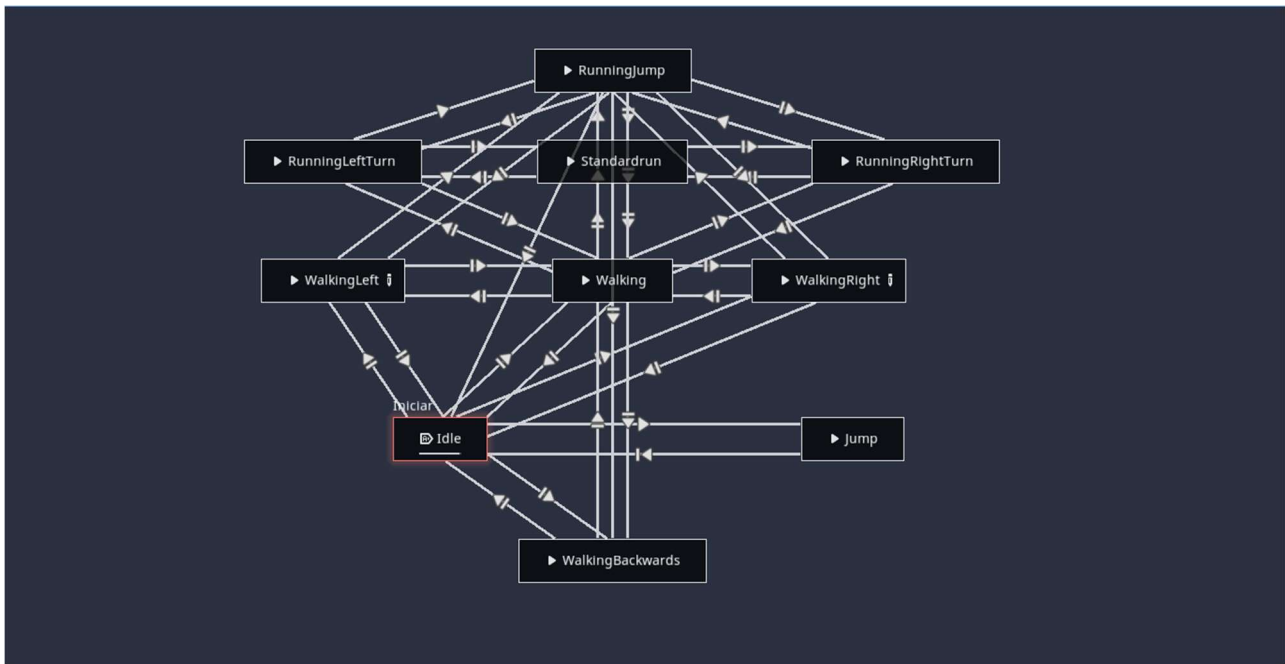 RunningJump
RunningLeftTurn
Standardrun
RunningRightTurn
WalkingLeft
Walking
WalkingRight
Iniciar
Idle
Jump
WalkingBackwards